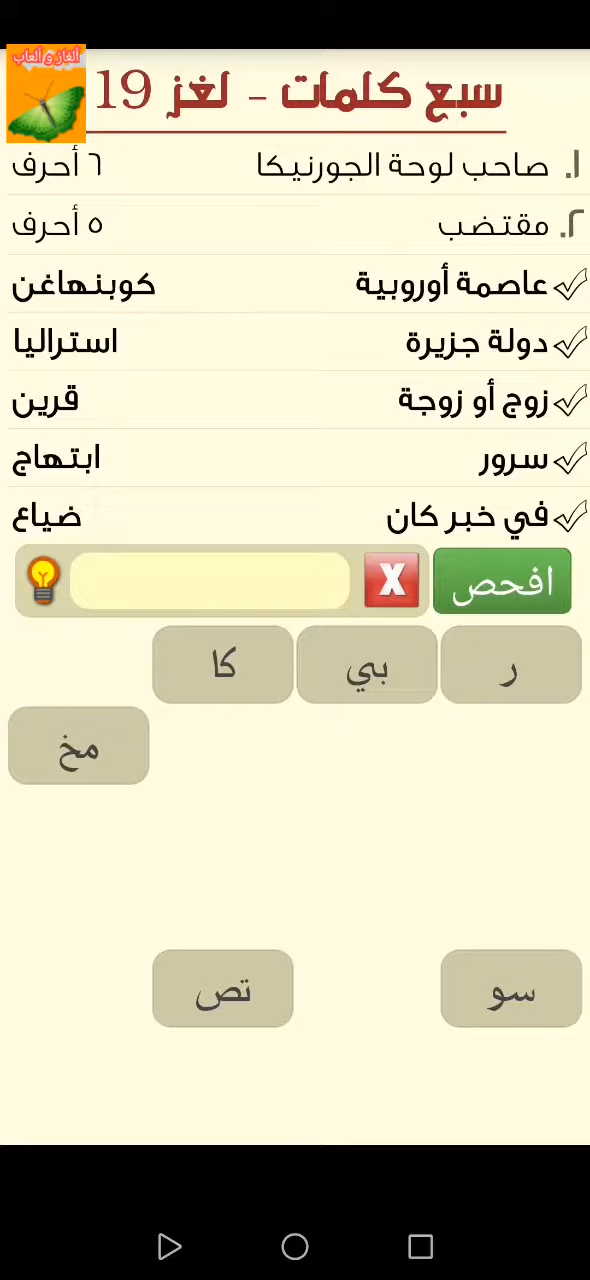 ألغاز و ألعاب
سبع كلمات - لغز 19
١. صاحب لوحة الجورنيكا ٦ أحرف
٢. مقتضب ٥ أحرف
عاصمة أوروبية كوبنهاغن
دولة جزيرة استراليا
زوج أو زوجة قرين
سرور ابتهاج
في خبر كان ضياع
افحص X
ر بي كا
مخ
سو تص